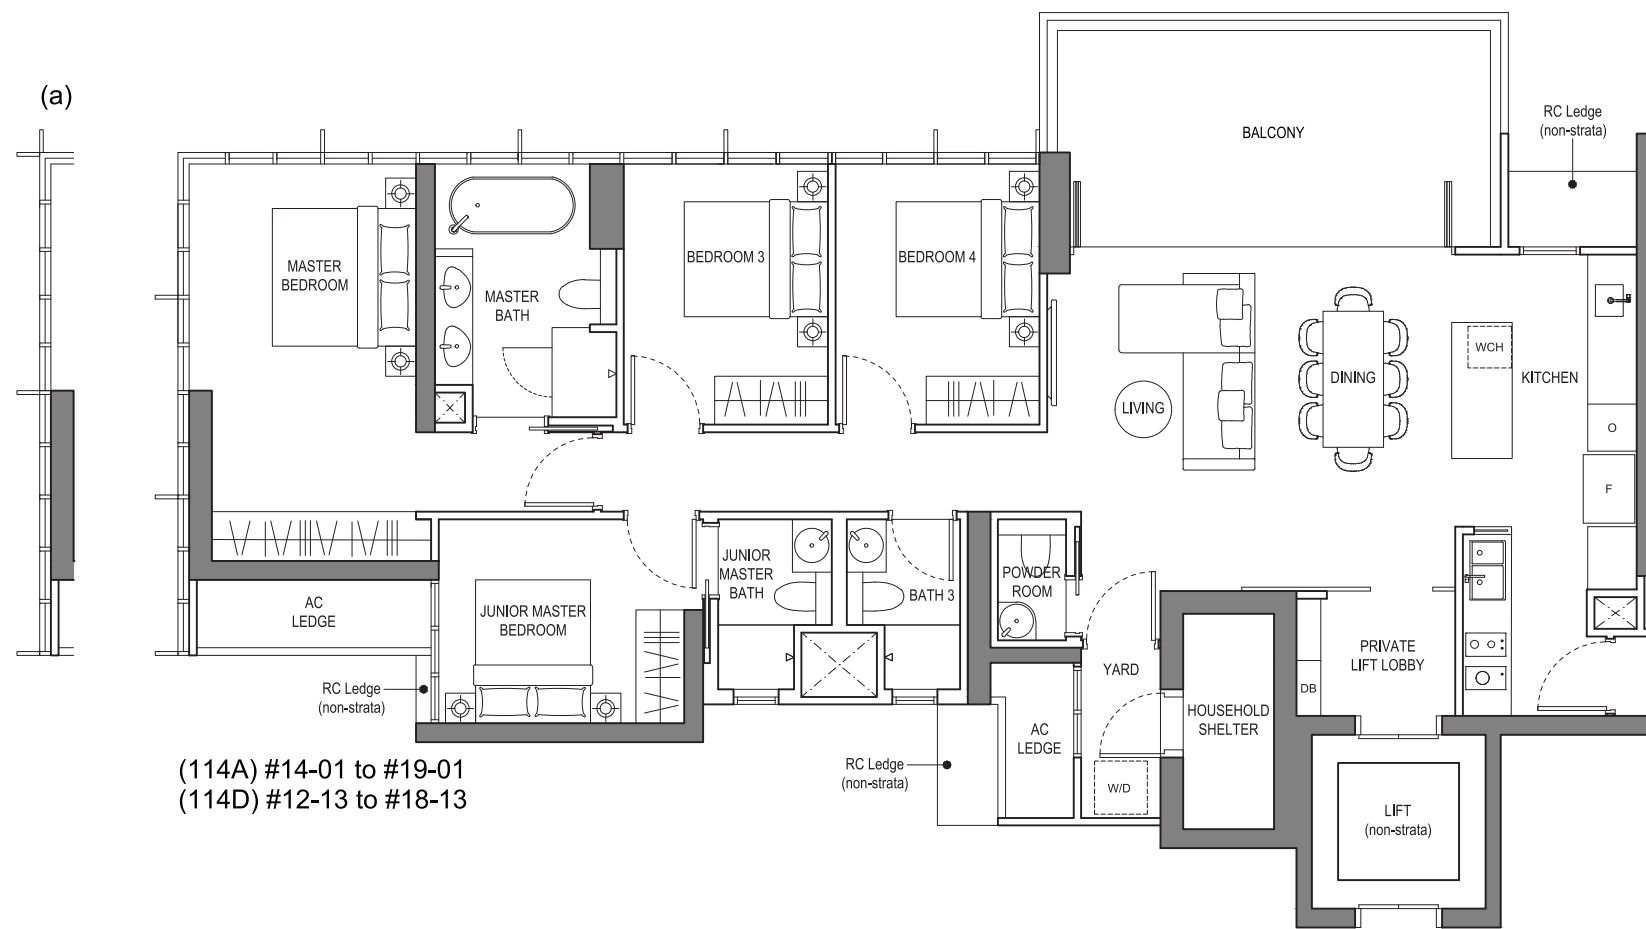 (a)
BALCONY
RC Ledge
(non-strata)
MASTER
BEDROOM
MASTER
BATH
BEDROOM 3
BEDROOM 4
LIVING
DINING
WCH
KITCHEN
O
F
AC
LEDGE
JUNIOR MASTER
BEDROOM
JUNIOR
MASTER
BATH
BATH 3
POWDER
ROOM
YARD
PRIVATE
LIFT LOBBY
DB
RC Ledge
(non-strata)
HOUSEHOLD
SHELTER
AC
LEDGE
RC Ledge
(non-strata)
W/D
LIFT
(non-strata)
(114A) #14-01 to #19-01
(114D) #12-13 to #18-13